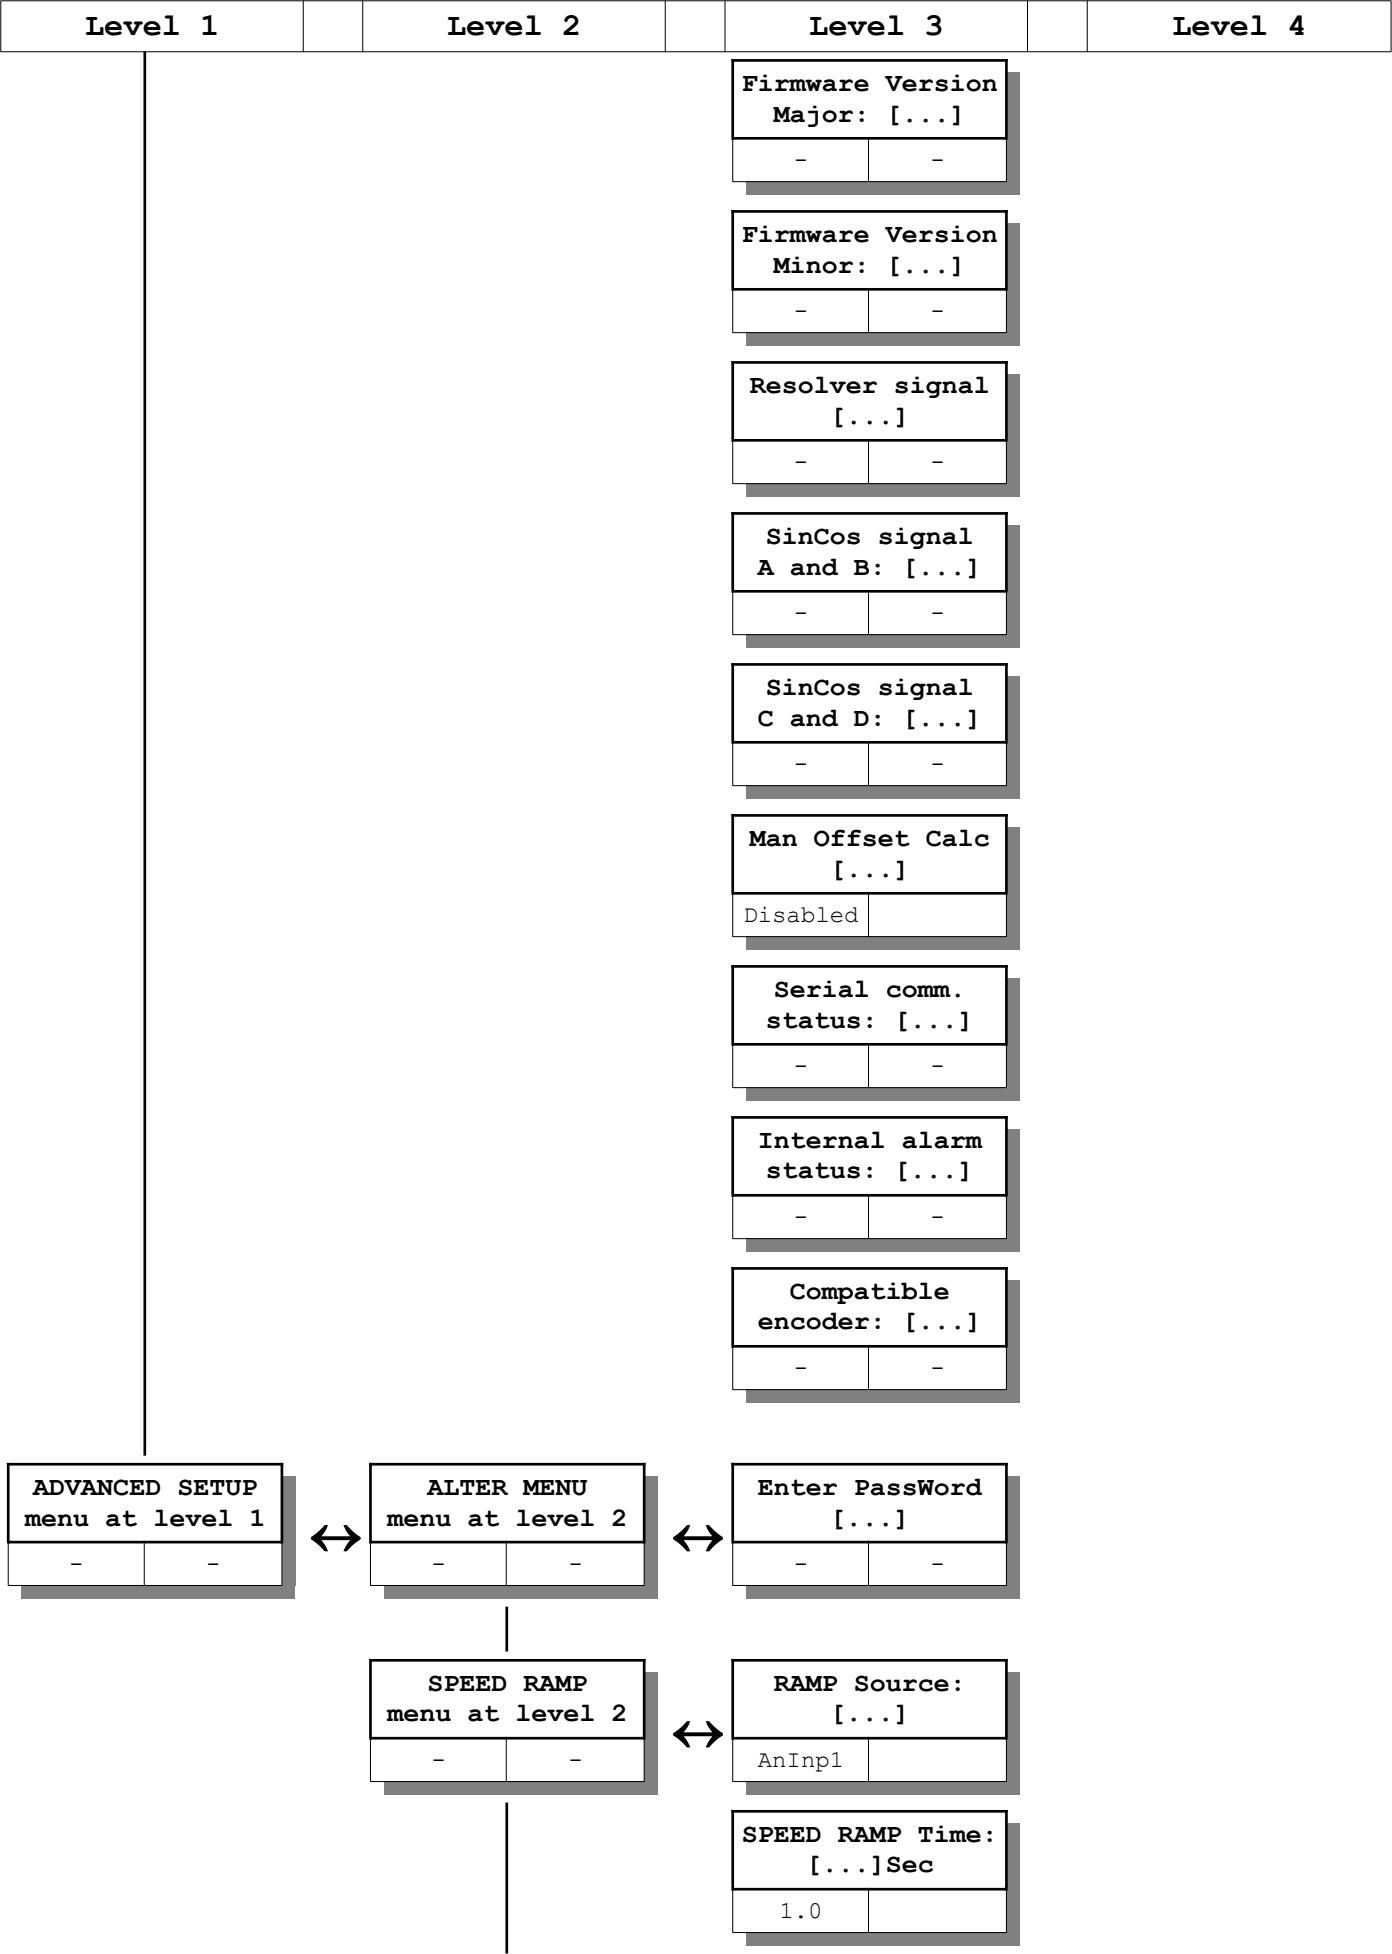 Level 1 Level 2 Level 3 Level 4
Firmware Version
Major: [...]
- -
Firmware Version
Minor: [...]
- -
Resolver signal
[...]
- -
SinCos signal
A and B: [...]
- -
SinCos signal
C and D: [...]
- -
Man Offset Calc
[...]
Disabled
Serial comm.
status: [...]
- -
Internal alarm
status: [...]
- -
Compatible
encoder: [...]
- -
ADVANCED SETUP
menu at level 1
- -
ALTER MENU
menu at level 2
- -
Enter PassWord
[...]
- -
SPEED RAMP
menu at level 2
- -
RAMP Source:
[...]
AnInp1
SPEED RAMP Time:
[...]Sec
1.0